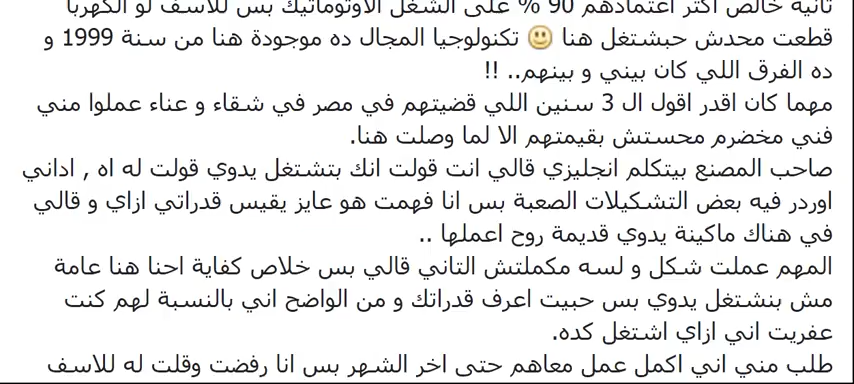 تانية خالص اكتر اعتمادهم 90 % على الشغل الاوتوماتيك بس للاسف لو الكهربا
قطعت محدش حيشتغل هنا 🙂 تكنولوجيا المجال ده موجودة هنا من سنة 1999 و
ده الفرق اللي كان بيني و بينهم.. !!
مهما كان اقدر اقول ال 3 سنين اللي قضيتهم في مصر في شقاء و عناء عملوا مني
فني مخضرم محستش بقيمتهم الا لما وصلت هنا.
صاحب المصنع بيتكلم انجليزي قالي انت قولت انك بتشتغل يدوي قولت له اه , اداني
اوردر فيه بعض التشكيلات الصعبة بس انا فهمت هو عايز يقيس قدراتي ازاي و قالي
في هناك ماكينة يدوي قديمة روح اعملها ..
المهم عملت شكل و لسه مكملتش التاني قالي بس خلاص كفاية احنا هنا عامة
مش بنشتغل يدوي بس حبيت اعرف قدراتك و من الواضح اني بالنسبة لهم كنت
عفريت اني ازاي اشتغل كده.
طلب مني اني اكمل عمل معاهم حتى اخر الشهر بس انا رفضت وقلت له للاسف